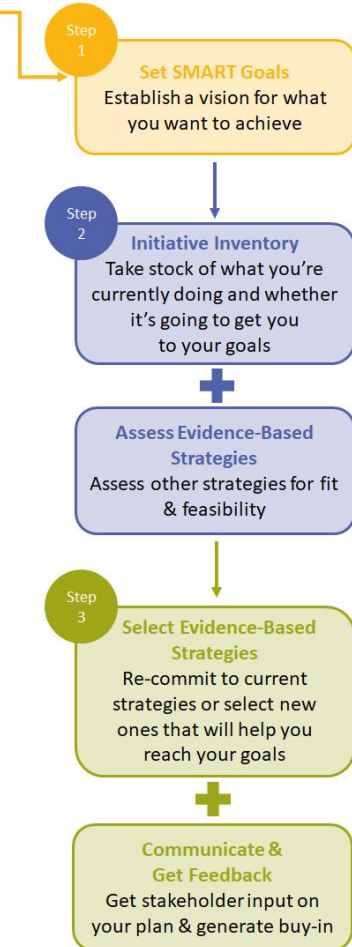 Step
1
Set SMART Goals
Establish a vision for what
you want to achieve
Step
2
Initiative Inventory
Take stock of what you're
currently doing and whether
it's going to get you
to your goals
Assess Evidence-Based
Strategies
Assess other strategies for fit
& feasibility
Step
3
Select Evidence-Based
Strategies
Re-commit to current
strategies or select new
ones that will help you
reach your goals
Communicate &
Get Feedback
Get stakeholder input on
your plan & generate buy-in